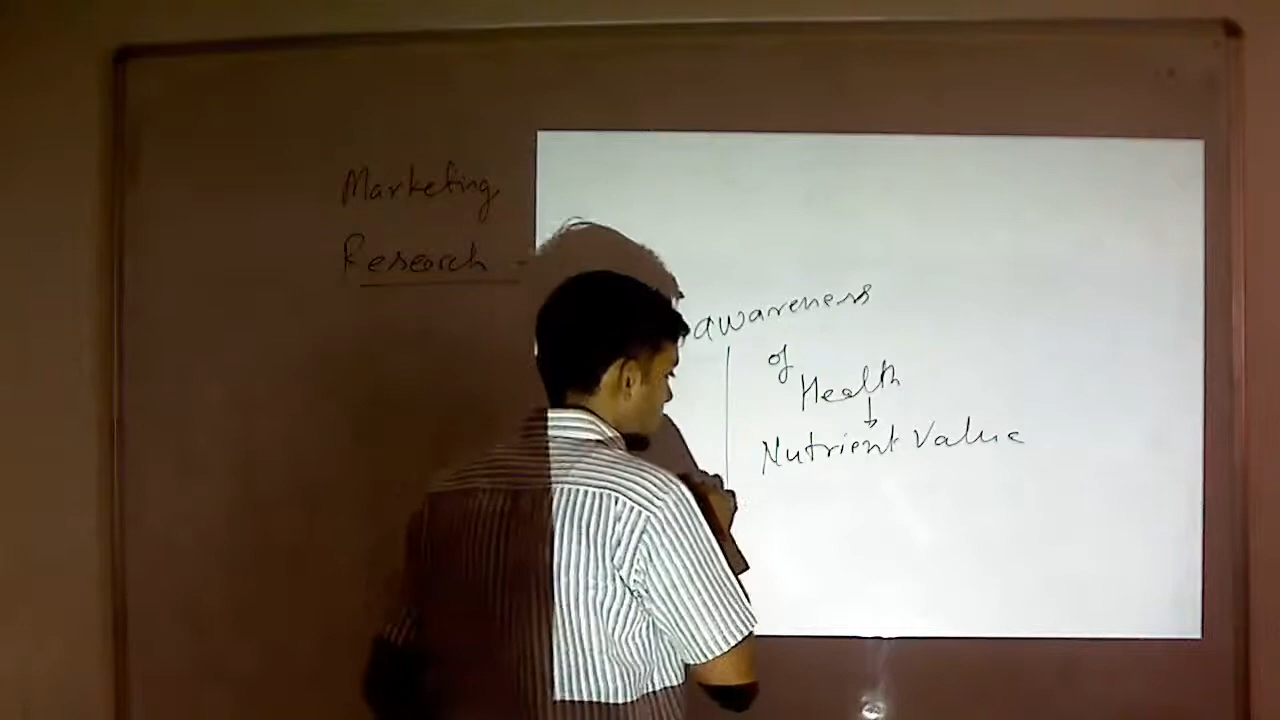 Marketing
Research
awareness
of
Health
Nutrient Value